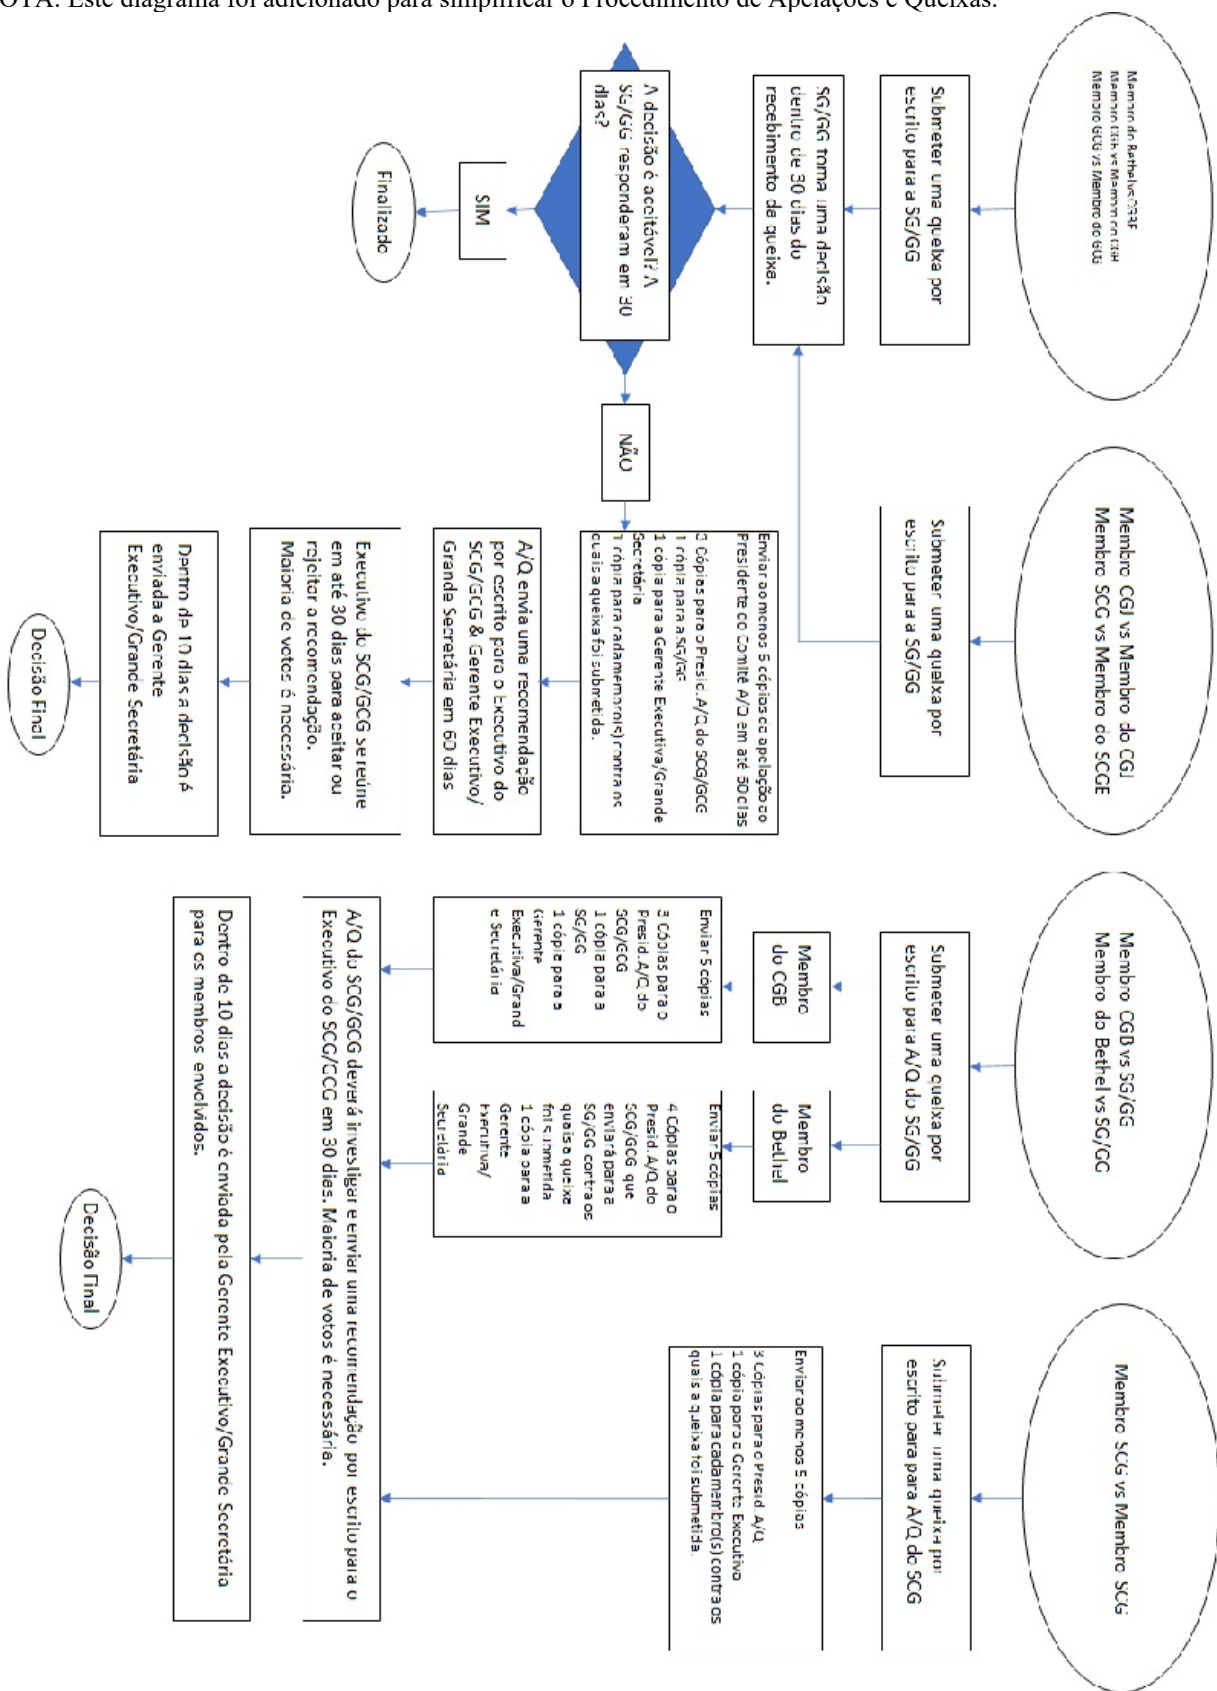 NOTA: Este diagrama foi adicionado para simplificar o Procedimento de Apelações e Queixas.
Membro do Bethel vs
Membro vs Membro do
Membro vs Membro do
Submeter uma queixa por
escrito para a SG/GG
SG/GG toma uma decisão
dentro de 30 dias do
recebimento da queixa.
A decisão é aceitável? A
SG/GG responderam em 30
dias?
SIM
Finalizado
NÃO
Membro CGJ vs Membro do CGJ
Membro SCG vs Membro do SCGE
Submeter uma queixa por
escrito para a SG/GG
Enviar ao menos 5 cópias da apelação ao
Presidente do Comitê A/Q em até 50 dias
3 Cópias para o Presid. A/Q do SCG/GCG
1 cópia para a
1 cópia para a Gerente Executiva/Grande
Secretária
1 cópia para cada membro(s) contra os
quais a queixa foi submetida.
A/Q envia uma recomendação
por escrito para o Executivo do
SCG/GCG & Gerente Executivo/
Grande Secretária em 60 dias
Executivo do SCG/GCG se reúne
em até 30 dias para aceitar ou
rejeitar a recomendação.
Maioria de votos é necessária.
Dentro de 10 dias a decisão é
enviada a Gerente
Executivo/Grande Secretária
Decisão Final
Membro CGB vs SG/GG
Membro do Bethel vs SG/GG
Submeter uma queixa por
escrito para A/Q do SG/GG
Membro
do CGB
Enviar 5 cópias
3 Cópias para o
Presid. A/Q do
SCG/GCG
1 cópia para a
SG/GG
1 cópia para a
Gerente
Executiva/Grand
e Secretária
Membro
do Bethel
Enviar 5 cópias
4 Cópias para o
Presid. A/Q do
SCG/GCG que
enviará para a
SG/GG contra os
quais a queixa
foi submetida
1 cópia para a
Gerente
Executiva/
Grande
Secretária
Membro SCG vs Membro SCG
Submeter uma queixa por
escrito para para A/Q do SCG
Enviar ao menos 5 cópias
3 Cópias para o Presid. A/Q
1 cópia para a Gerente Executiva
1 cópia para cada membro(s) contra os
quais a queixa foi submetida.
A/Q do SCG/GCG deverá investigar e enviar uma recomendação por escrito para o
Executivo do SCG/GCG em 30 dias. Maioria de votos é necessária.
Dentro de 10 dias a decisão é enviada pela Gerente Executivo/Grande Secretária
para os membros envolvidos.
Decisão Final